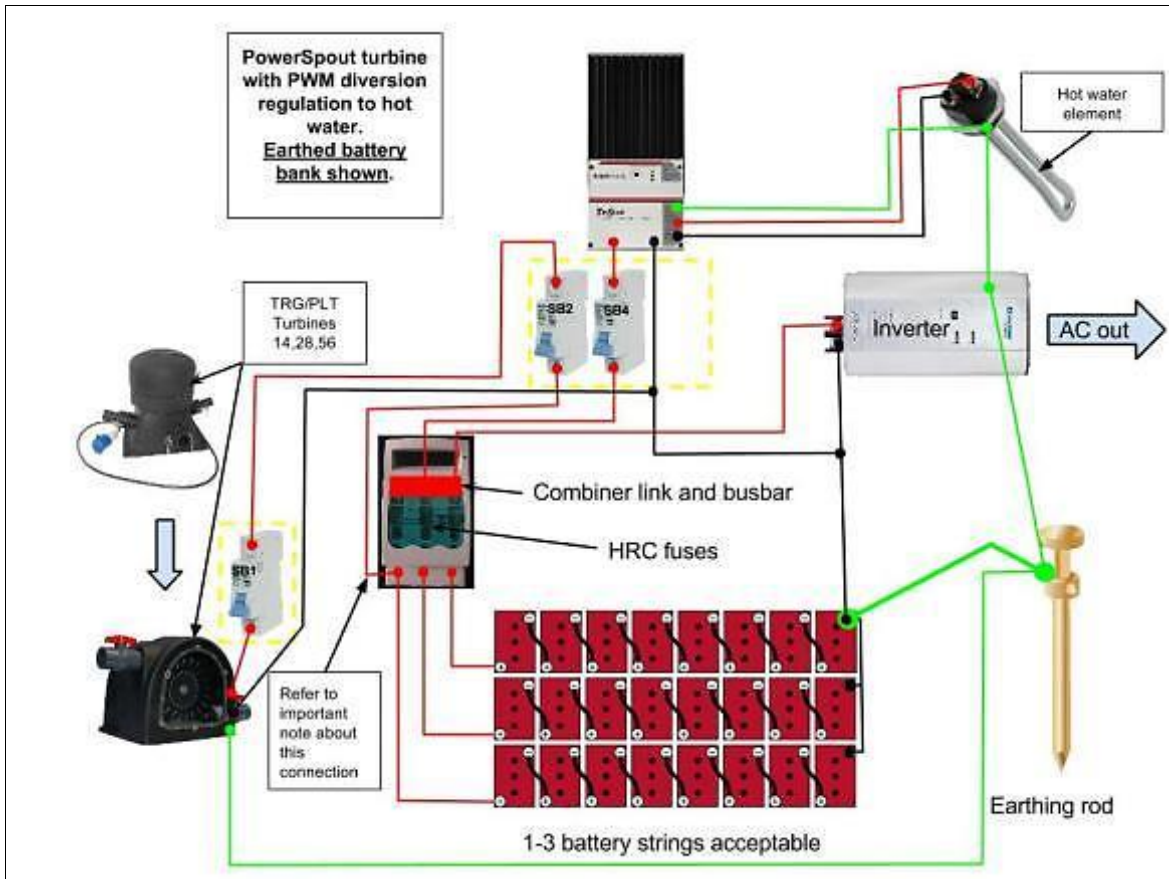 PowerSpout turbine
with PWM diversion
regulation to hot
water.
Earthed battery
bank shown.
Hot water
element
TRG/PLT
Turbines
14,28,56
SB2
SB4
Inverter
AC out
Combiner link and busbar
HRC fuses
SB1
Refer to
important
note about
this
connection
Earthing rod
1-3 battery strings acceptable